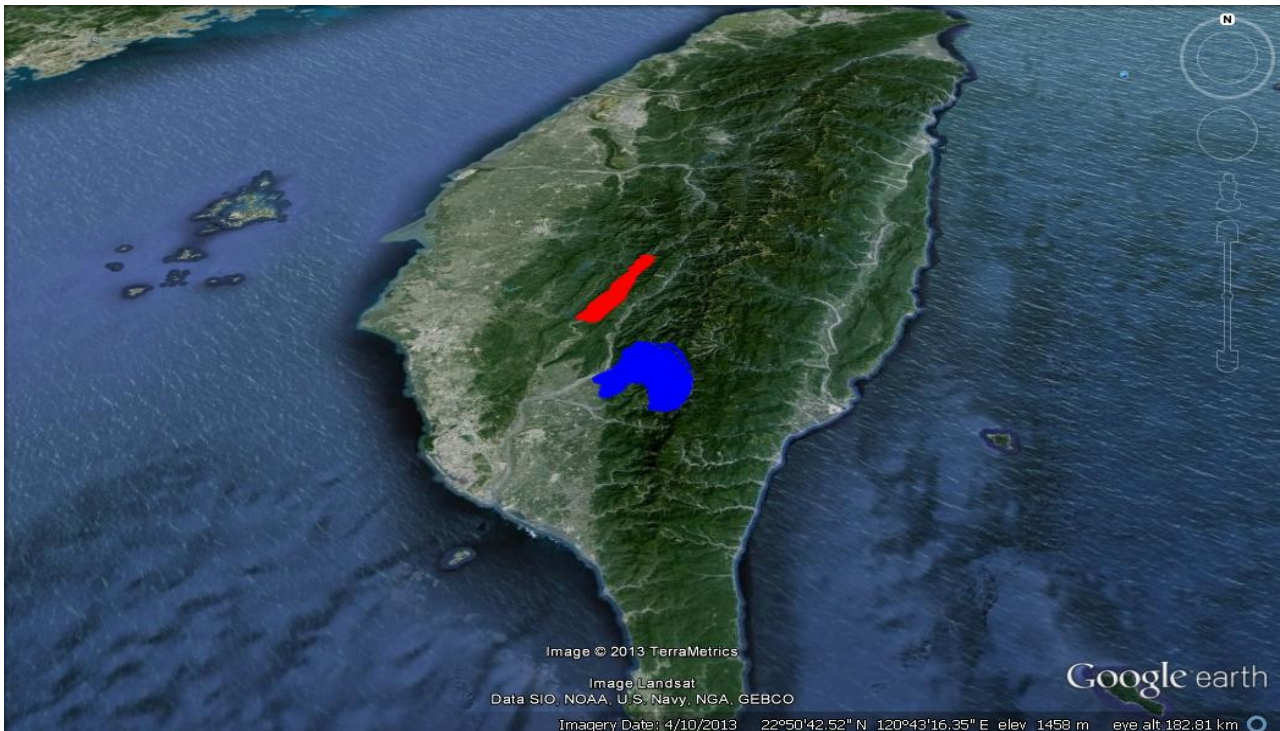 N
Image © 2013 TerraMetrics
Image Landsat
Data SIO, NOAA, U.S. Navy, NGA, GEBCO
Google earth
Imagery Date: 4/10/2013 22°50'42.52" N 120°43'16.35" E elev 1458 m eye alt 182.81 km